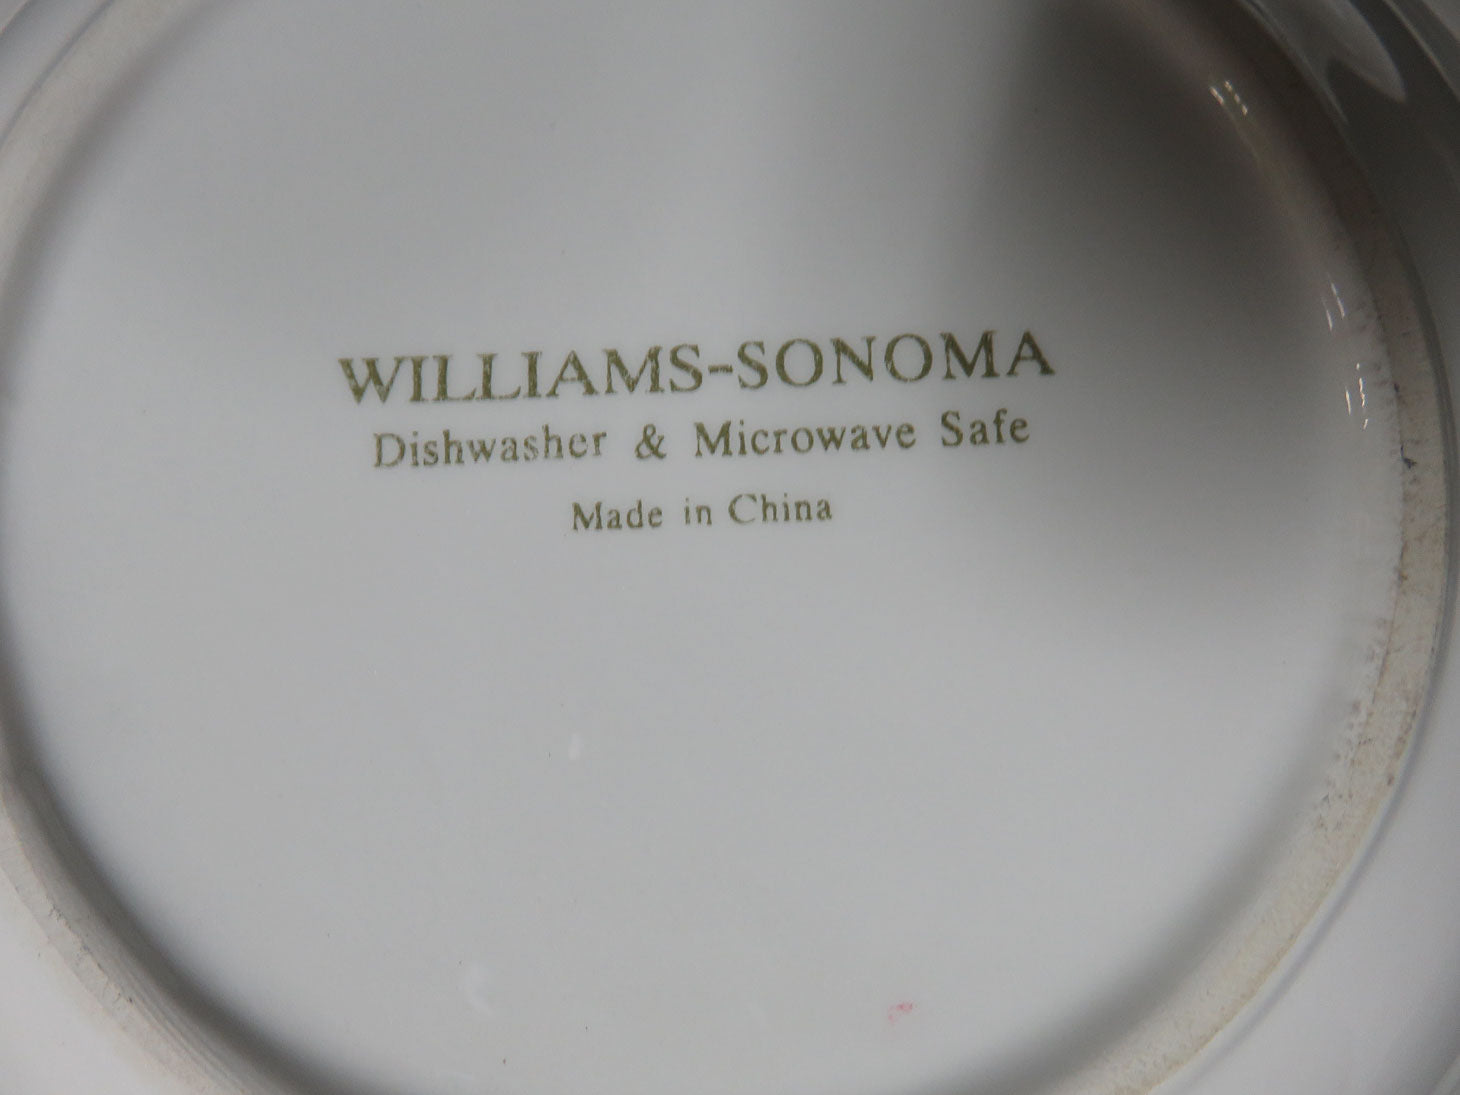 WILLIAMS-SONOMA
Dishwasher & Microwave Safe
Made in China